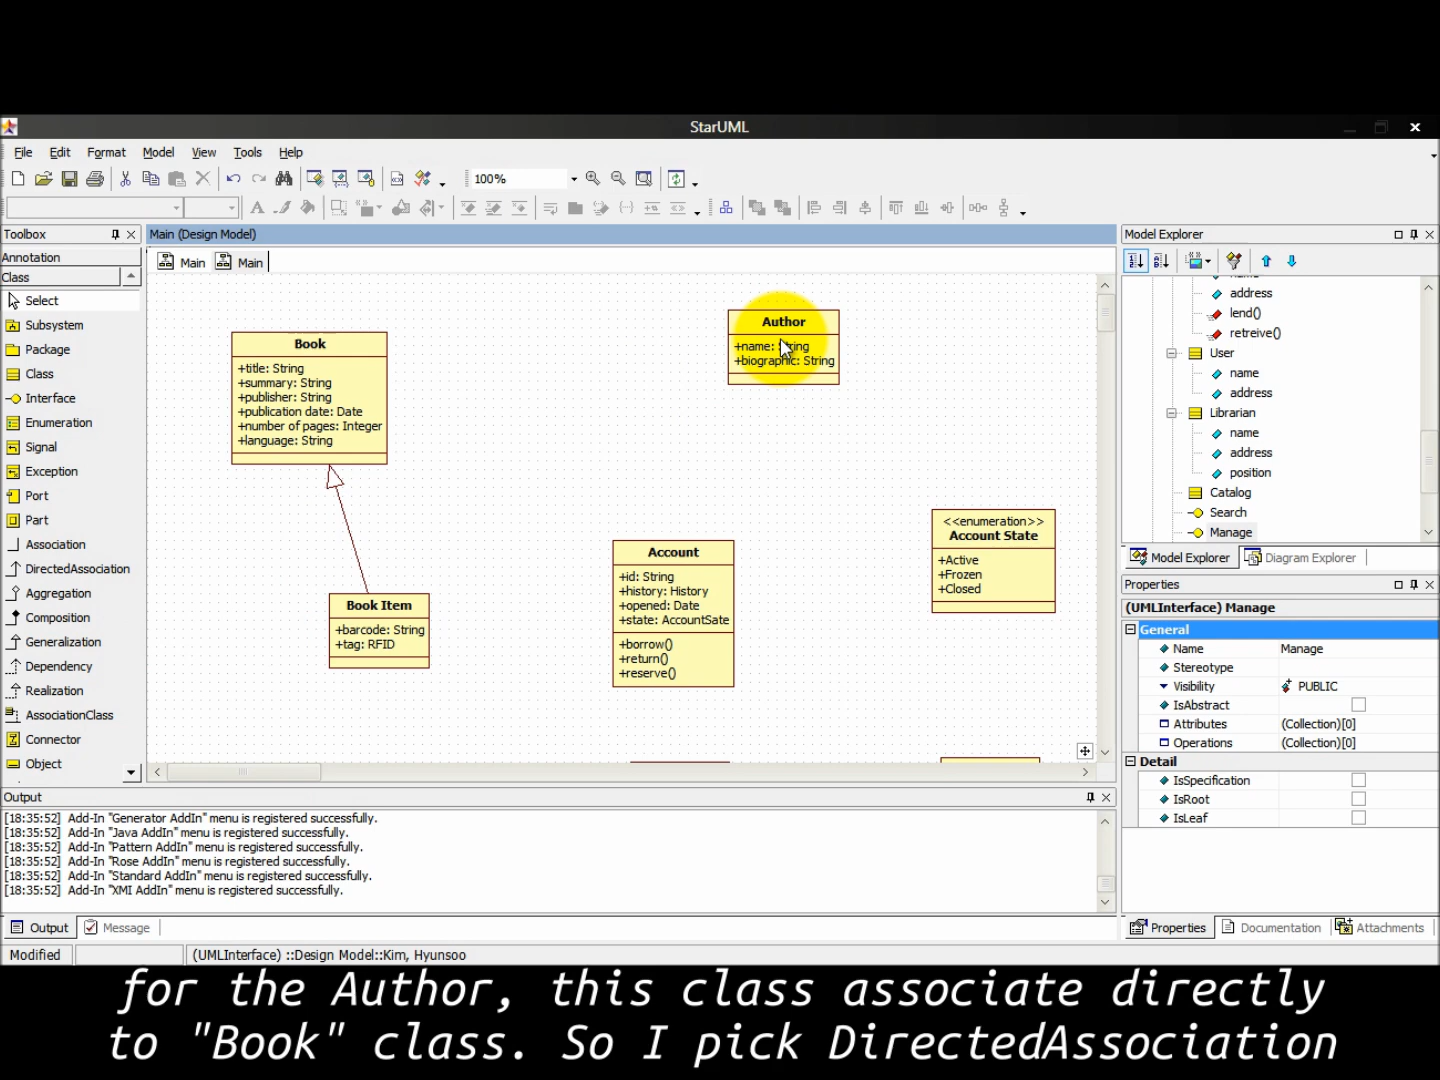 StarUML
File Edit Format Model View Tools Help
100%
Toolbox
Main (Design Model)
Model Explorer
Annotation
Class
Main Main
Select
Subsystem
Package
Class
Interface
Enumeration
Signal
Exception
Port
Part
Association
DirectedAssociation
Aggregation
Composition
Generalization
Dependency
Realization
AssociationClass
Connector
Object
Book
+title: String
+summary: String
+publisher: String
+publication date: Date
+number of pages: Integer
+language: String
Author
+name: String
+biographic: String
Book Item
+barcode: String
+tag: RFID
Account
+id: String
+history: History
+opened: Date
+state: AccountSate
+borrow()
+return()
+reserve()
<<enumeration>>
Account State
+Active
+Frozen
+Closed
address
lend()
retreive()
User
name
address
Librarian
name
address
position
Catalog
Search
Manage
Model Explorer Diagram Explorer
Properties
(UMLInterface) Manage
General
Name Manage
Stereotype
Visibility PUBLIC
IsAbstract
Attributes (Collection)[0]
Operations (Collection)[0]
Detail
IsSpecification
IsRoot
IsLeaf
Properties Documentation Attachments
Output
[18:35:52] Add-In "Generator AddIn" menu is registered successfully.
[18:35:52] Add-In "Java AddIn" menu is registered successfully.
[18:35:52] Add-In "Pattern AddIn" menu is registered successfully.
[18:35:52] Add-In "Rose AddIn" menu is registered successfully.
[18:35:52] Add-In "Standard AddIn" menu is registered successfully.
[18:35:52] Add-In "XMI AddIn" menu is registered successfully.
Output Message
Modified (UMLInterface) ::Design Model::Kim, Hyunsoo
for the Author, this class associate directly
to "Book" class. So I pick DirectedAssociation